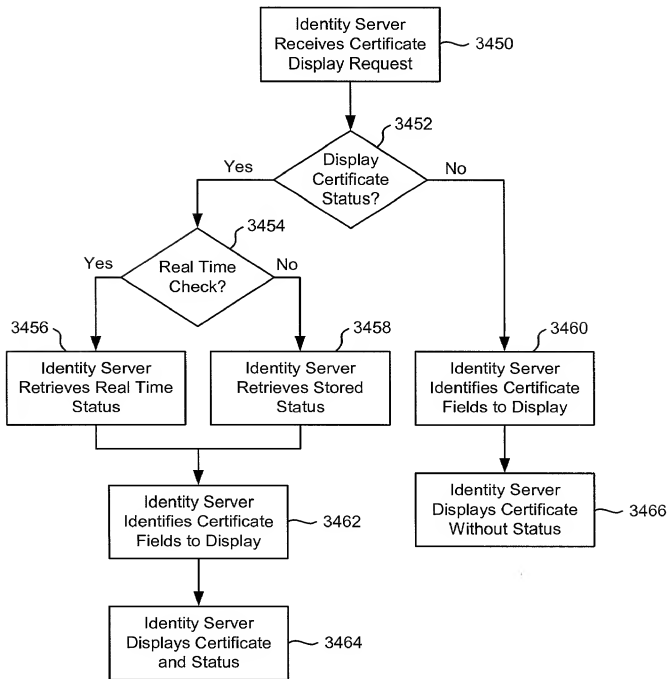 Identity Server
Receives Certificate
Display Request
3450
3452
Display
Certificate
Status?
Yes
No
3454
Real Time
Check?
Yes
No
3456
Identity Server
Retrieves Real Time
Status
3458
Identity Server
Retrieves Stored
Status
3460
Identity Server
Identifies Certificate
Fields to Display
Identity Server
Identifies Certificate
Fields to Display
3462
Identity Server
Displays Certificate
Without Status
3466
Identity Server
Displays Certificate
and Status
3464